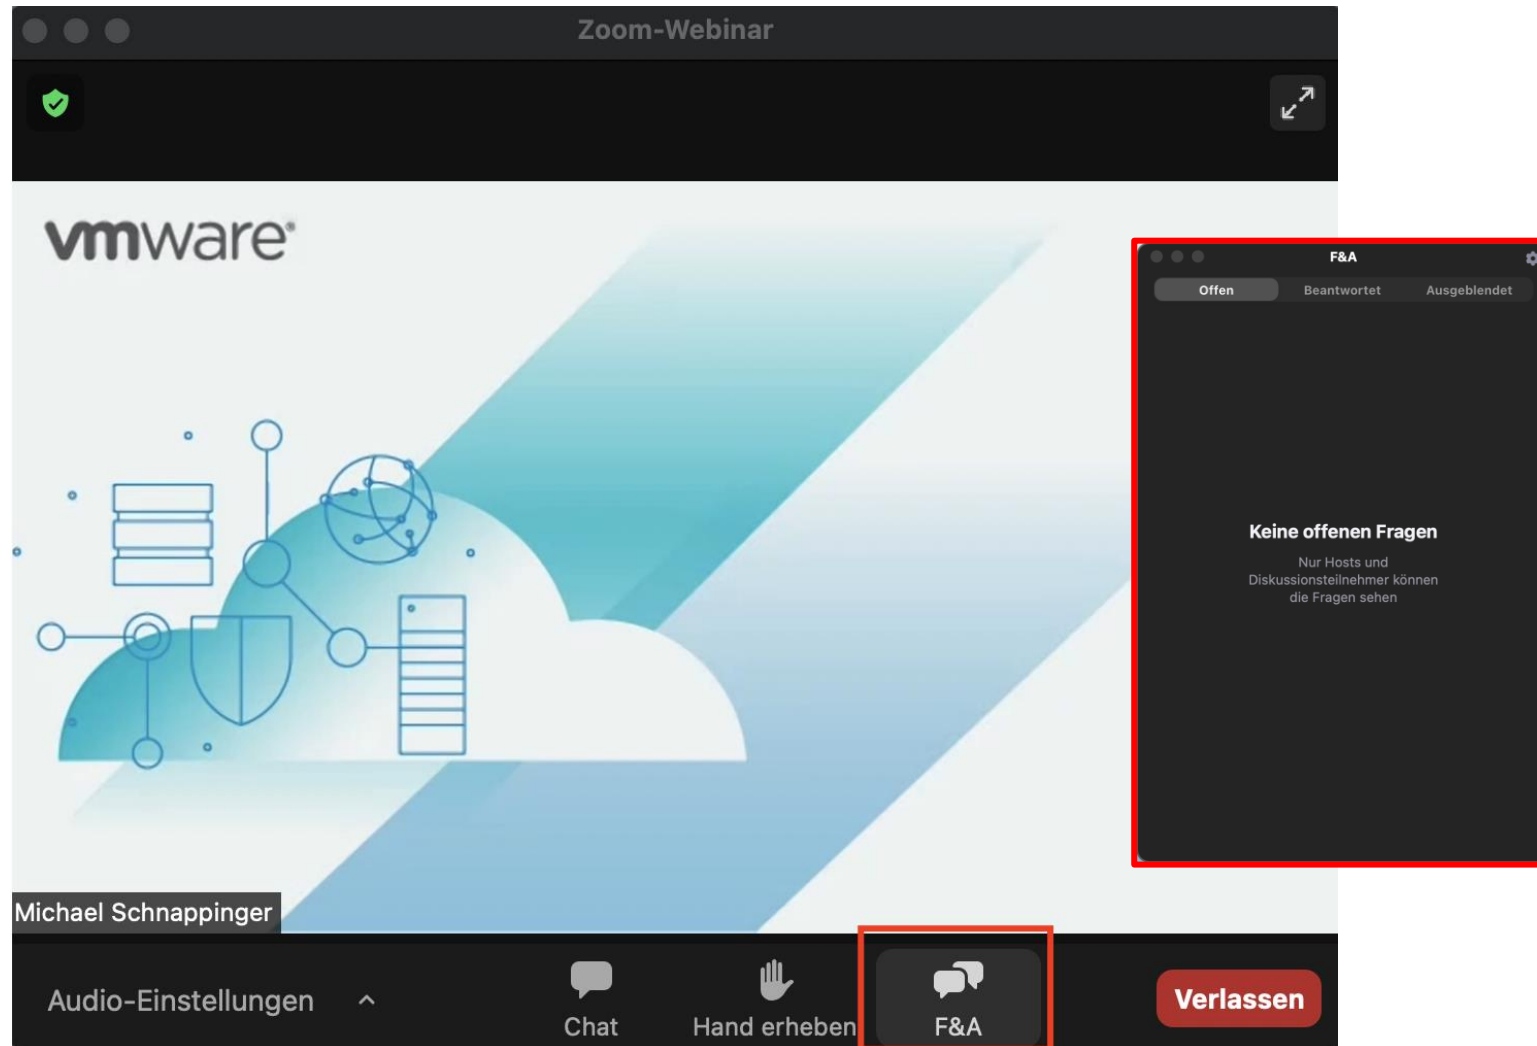 Zoom-Webinar
vmware®
F&A
Offen Beantwortet Ausgeblendet
Keine offenen Fragen
Nur Hosts und
Diskussionsteilnehmer können
die Fragen sehen
Michael Schnappinger
Audio-Einstellungen
Chat
Hand erheben
F&A
Verlassen